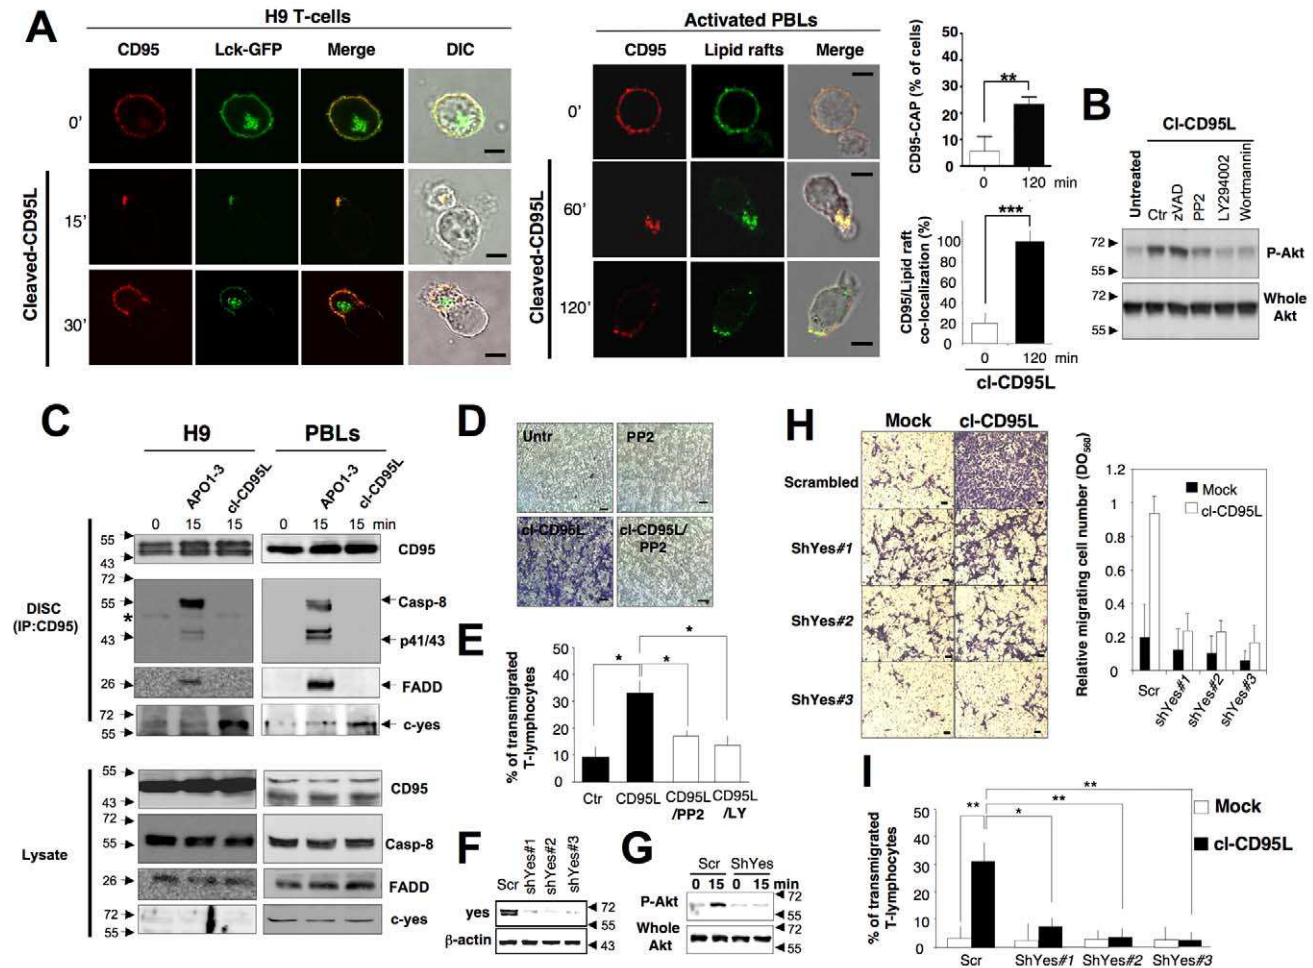 A
H9 T-cells
CD95 Lck-GFP Merge DIC
0'
15'
30'
Cleaved-CD95L
Activated PBLs
CD95 Lipid rafts Merge
0'
60'
120'
Cleaved-CD95L
CD95-CAP (% of cells)
50
40
30
20
10
0
**
0 120 min
CD95/Lipid raft
co-localization (%)
100
80
60
40
20
0
***
0 120 min
cl-CD95L
B
Cl-CD95L
Untreated Ctr zVAD PP2 LY294002 Wortmannin
72
55
P-Akt
72
55
Whole
Akt
C
H9 PBLs
APO1-3 cl-CD95L APO1-3 cl-CD95L
0 15 15 0 15 15 min
DISC
(IP:CD95)
55
43
CD95
72
55
*
43
Casp-8
p41/43
26
FADD
72
55
c-yes
Lysate
55
43
CD95
72
55
Casp-8
26
FADD
72
55
c-yes
D
Untr PP2
cl-CD95L cl-CD95L/
PP2
E
% of transmigrated
T-lymphocytes
50
40
30
20
10
0
* * *
Ctr CD95L CD95L CD95L
/PP2 /LY
F
Scr shYes#1 shYes#2 shYes#3
yes
72
55
β-actin
43
G
Scr ShYes
0 15 0 15 min
P-Akt
72
55
Whole
Akt
72
55
H
Mock cl-CD95L
Scrambled
ShYes#1
ShYes#2
ShYes#3
Relative migrating cell number (DO560)
1.2
1
0.8
0.6
0.4
0.2
0
Mock
cl-CD95L
Scr shYes#1 shYes#2 shYes#3
I
% of transmigrated
T-lymphocytes
50
40
30
20
10
0
** * ** **
Mock
cl-CD95L
Scr ShYes#1 ShYes#2 ShYes#3